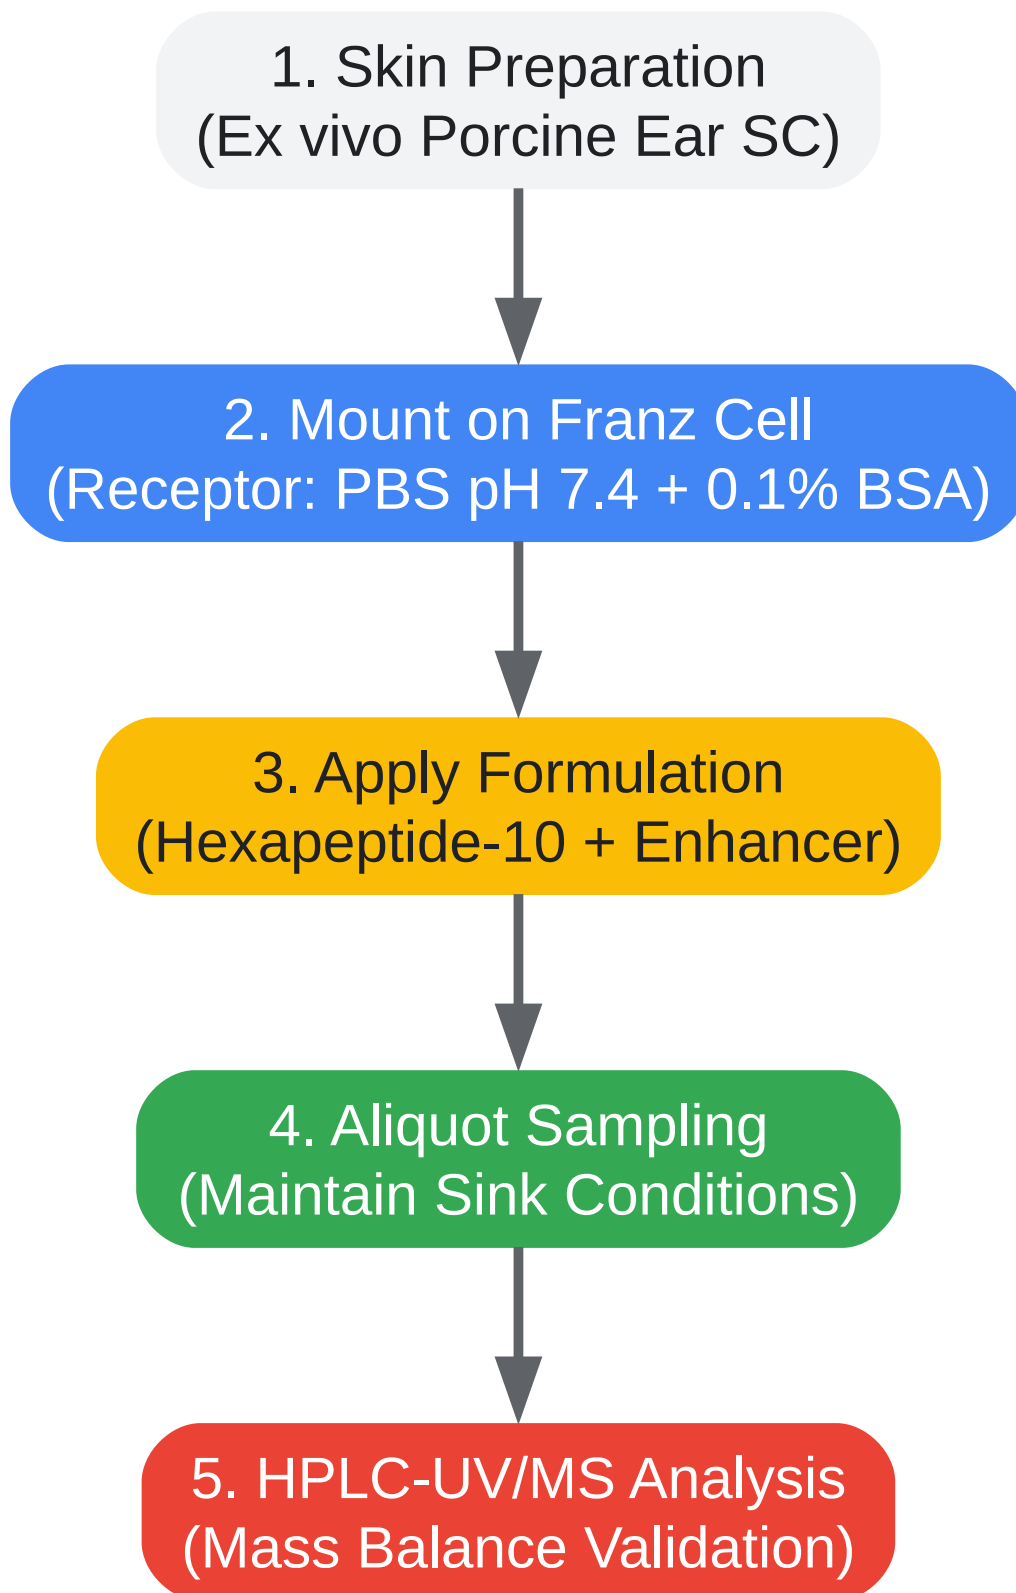 1. Skin Preparation
(Ex vivo Porcine Ear SC)
2. Mount on Franz Cell
(Receptor: PBS pH 7.4 + 0.1% BSA)
3. Apply Formulation
(Hexapeptide-10 + Enhancer)
4. Aliquot Sampling
(Maintain Sink Conditions)
5. HPLC-UV/MS Analysis
(Mass Balance Validation)